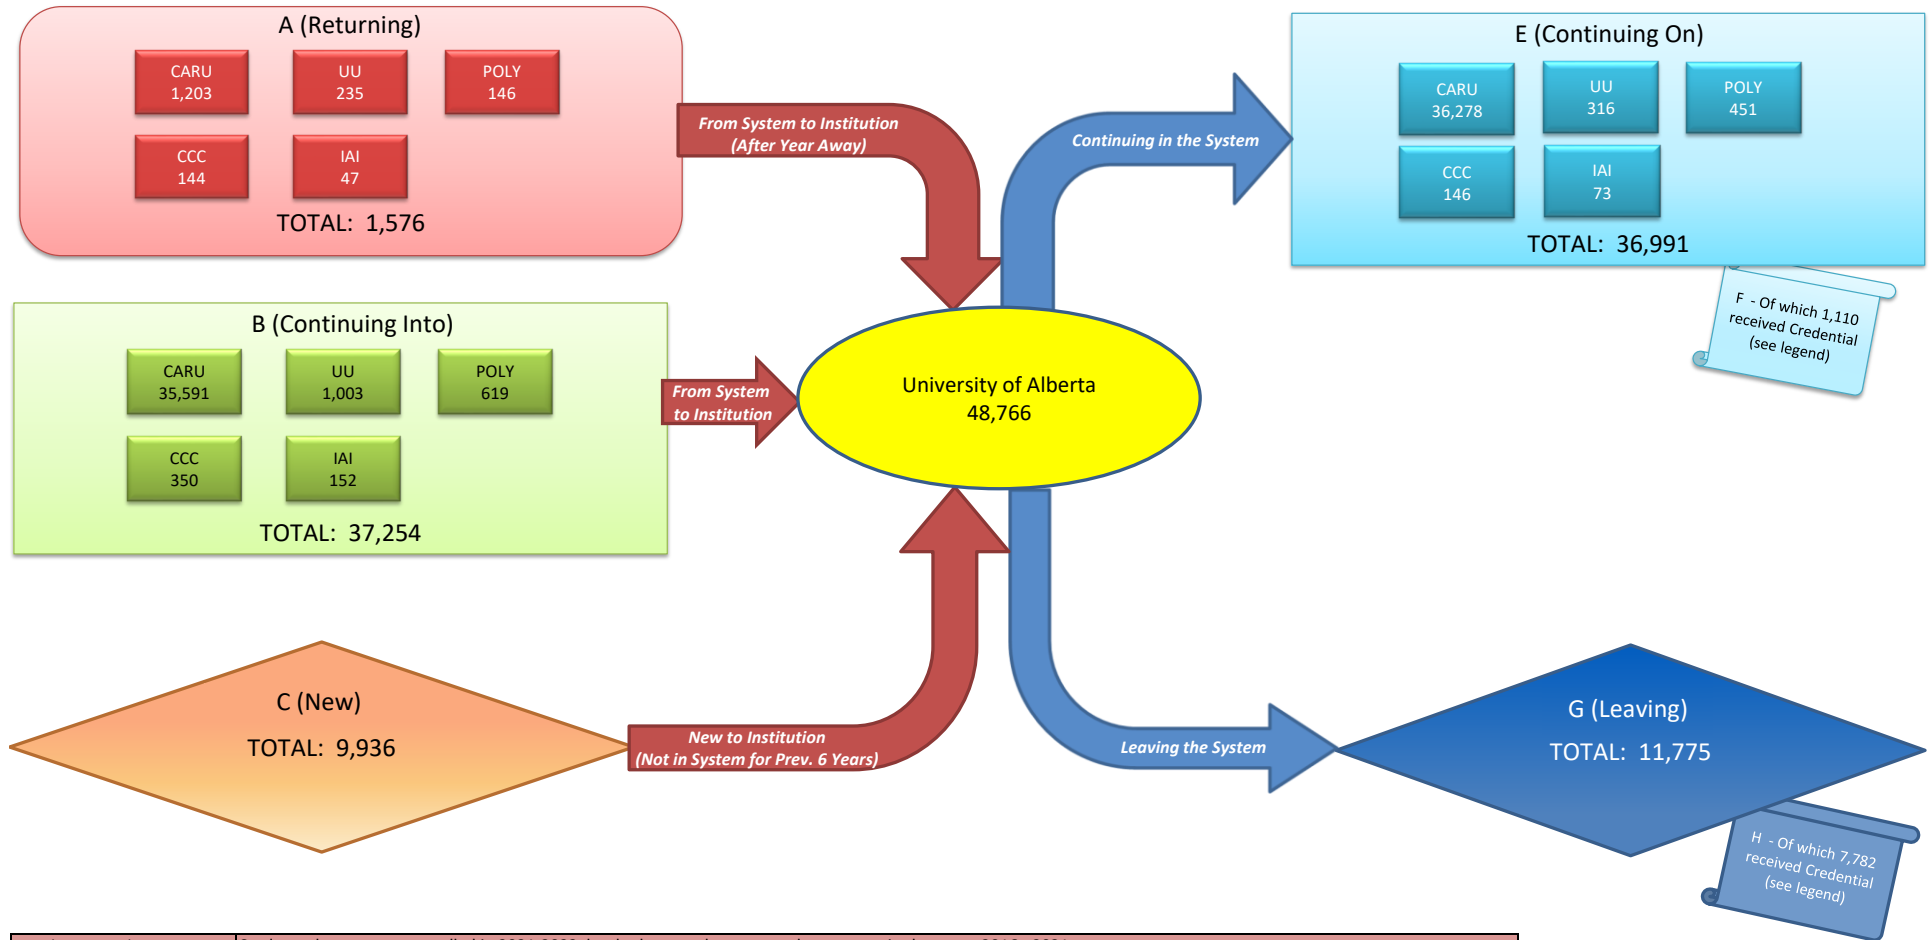 A (Returning)
CARU
1,203
UU
235
POLY
146
CCC
144
IAI
47
TOTAL: 1,576
From System to Institution
(After Year Away)
B (Continuing Into)
CARU
35,591
UU
1,003
POLY
619
CCC
350
IAI
152
TOTAL: 37,254
From System
to Institution
C (New)
TOTAL: 9,936
New to Institution
(Not in System for Prev. 6 Years)
University of Alberta
48,766
Continuing in the System
E (Continuing On)
CARU
36,278
UU
316
POLY
451
CCC
146
IAI
73
TOTAL: 36,991
F - Of which 1,110
received Credential
(see legend)
Leaving the System
G (Leaving)
TOTAL: 11,775
H - Of which 7,782
received Credential
(see legend)